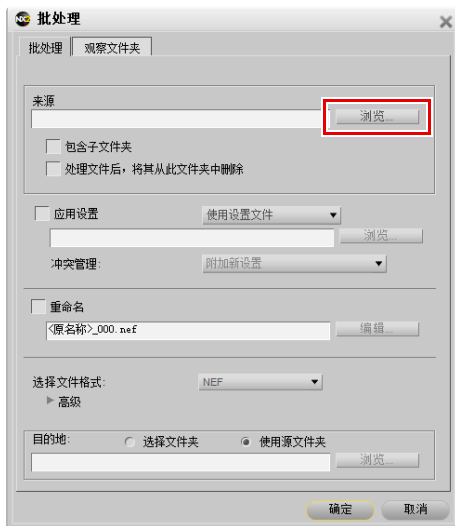 NXD 批处理
批处理 观察文件夹
来源
浏览...
包含子文件夹
处理文件后，将其从此文件夹中删除
应用设置 使用设置文件
浏览...
冲突管理: 附加新设置
重命名
<原名称>_000.nef 编辑...
选择文件格式: NEF
高级
目的地: 选择文件夹 使用源文件夹
浏览...
确定 取消